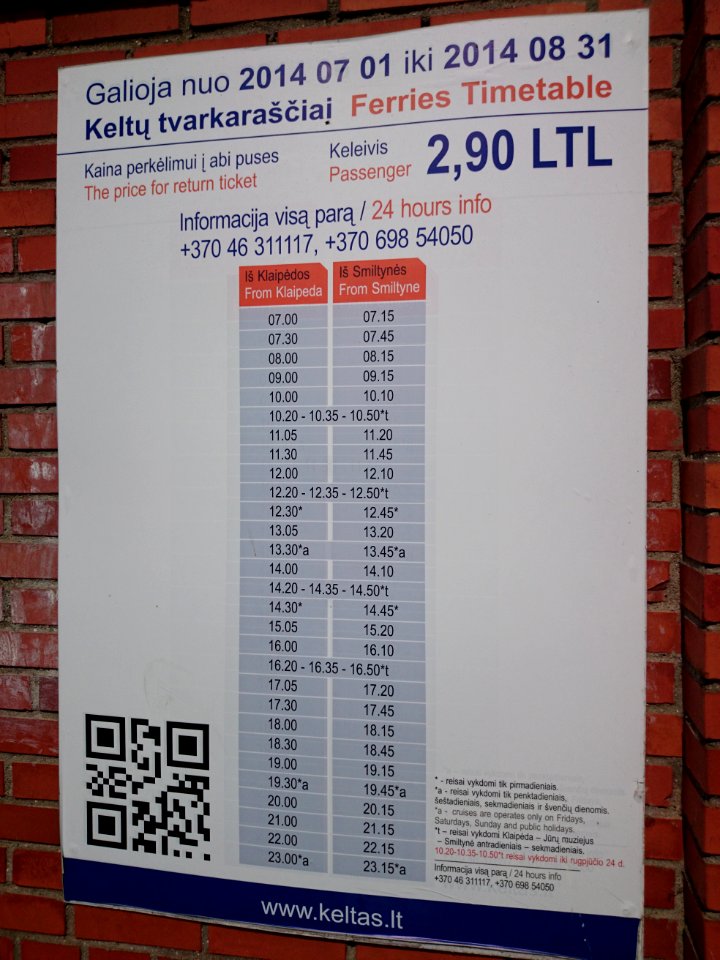 Galioja nuo 2014 07 01 iki 2014 08 31
Keltų tvarkaraščiaį Ferries Timetable
Kaina perkėlimui į abi puses
The price for return ticket
Keleivis
Passenger
2,90 LTL
Informacija visą parą / 24 hours info
+370 46 311117, +370 698 54050
Iš Klaipėdos Iš Smiltynės
From Klaipeda From Smiltyne
07.00 07.15
07.30 07.45
08.00 08.15
09.00 09.15
10.00 10.10
10.20 - 10.35 - 10.50*t
11.05 11.20
11.30 11.45
12.00 12.10
12.20 - 12.35 - 12.50*t
12.30* 12.45*
13.05 13.20
13.30*a 13.45*a
14.00 14.10
14.20 - 14.35 - 14.50*t
14.30* 14.45*
15.05 15.20
16.00 16.10
16.20 - 16.35 - 16.50*t
17.05 17.20
17.30 17.45
18.00 18.15
18.30 18.45
19.00 19.15
19.30*a 19.45*a
20.00 20.15
21.00 21.15
22.00 22.15
23.00*a 23.15*a
* - reisai vykdomi tik pirmadieniais.
*a - reisai vykdomi tik penktadieniais,
šeštadieniais, sekmadieniais ir švenčių dienomis.
*a - cruises are operates only on Fridays,
Saturdays, Sunday and public holidays.
*t – reisai vykdomi Klaipėda – Jūrų muziejus
– Smiltynė antradieniais – sekmadieniais.
10.20-10.35-10.50*t reisai vykdomi iki rugpjūčio 24 d.
Informacija visą parą / 24 hours info
+370 46 311117, +370 698 54050
www.keltas.lt